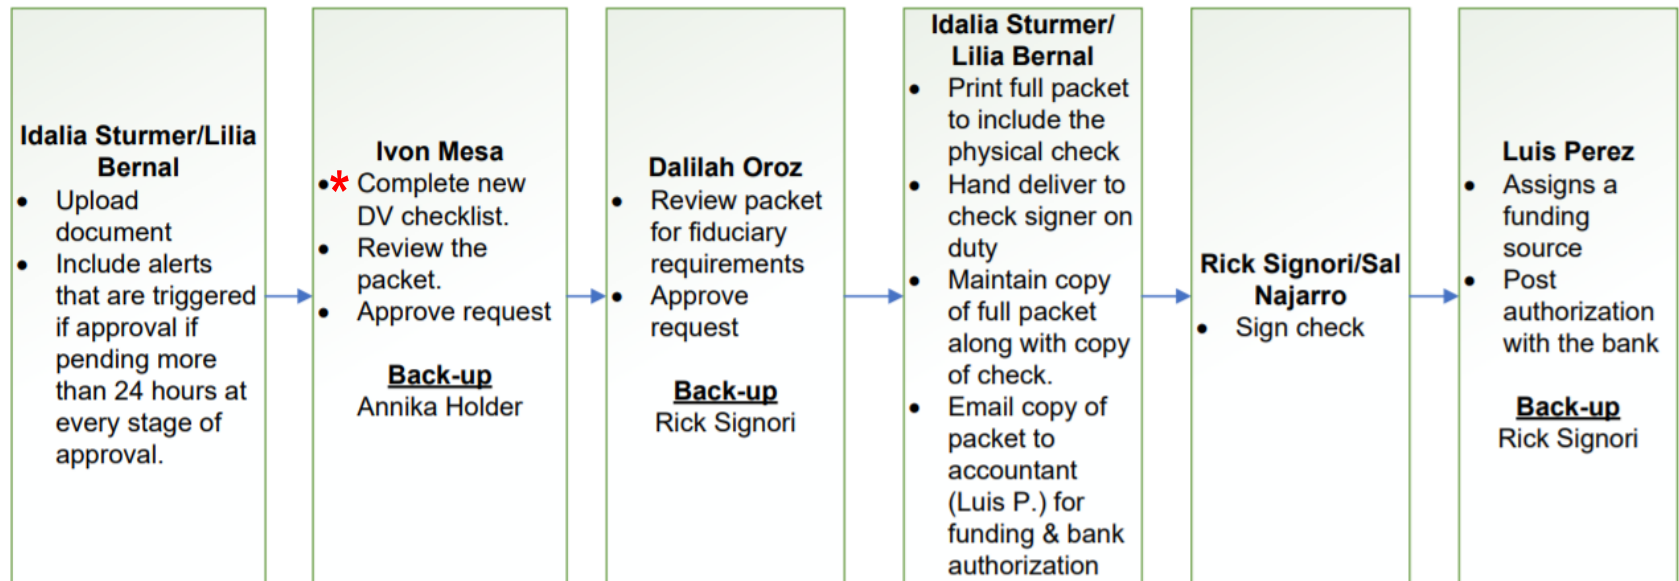 Idalia Sturmer/Lilia
Bernal
• Upload
document
• Include alerts
that are triggered
if approval if
pending more
than 24 hours at
every stage of
approval.
Ivon Mesa
•* Complete new
DV checklist.
• Review the
packet.
• Approve request
Back-up
Annika Holder
Dalilah Oroz
• Review packet
for fiduciary
requirements
• Approve
request
Back-up
Rick Signori
Idalia Sturmer/
Lilia Bernal
• Print full packet
to include the
physical check
• Hand deliver to
check signer on
duty
• Maintain copy
of full packet
along with copy
of check.
• Email copy of
packet to
accountant
(Luis P.) for
funding & bank
authorization
Rick Signori/Sal
Najarro
• Sign check
Luis Perez
• Assigns a
funding
source
• Post
authorization
with the bank
Back-up
Rick Signori